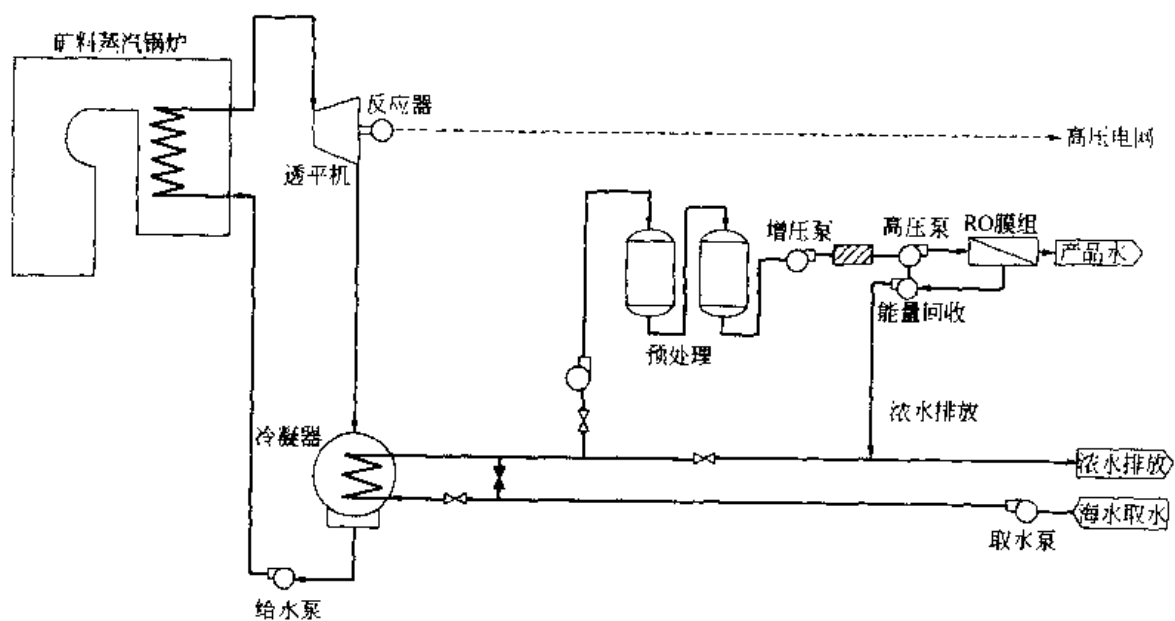 矿料蒸汽锅炉
反应器
高压电网
透平机
增压泵
高压泵
RO膜组
产品水
能量回收
预处理
浓水排放
冷凝器
浓水排放
海水取水
取水泵
给水泵